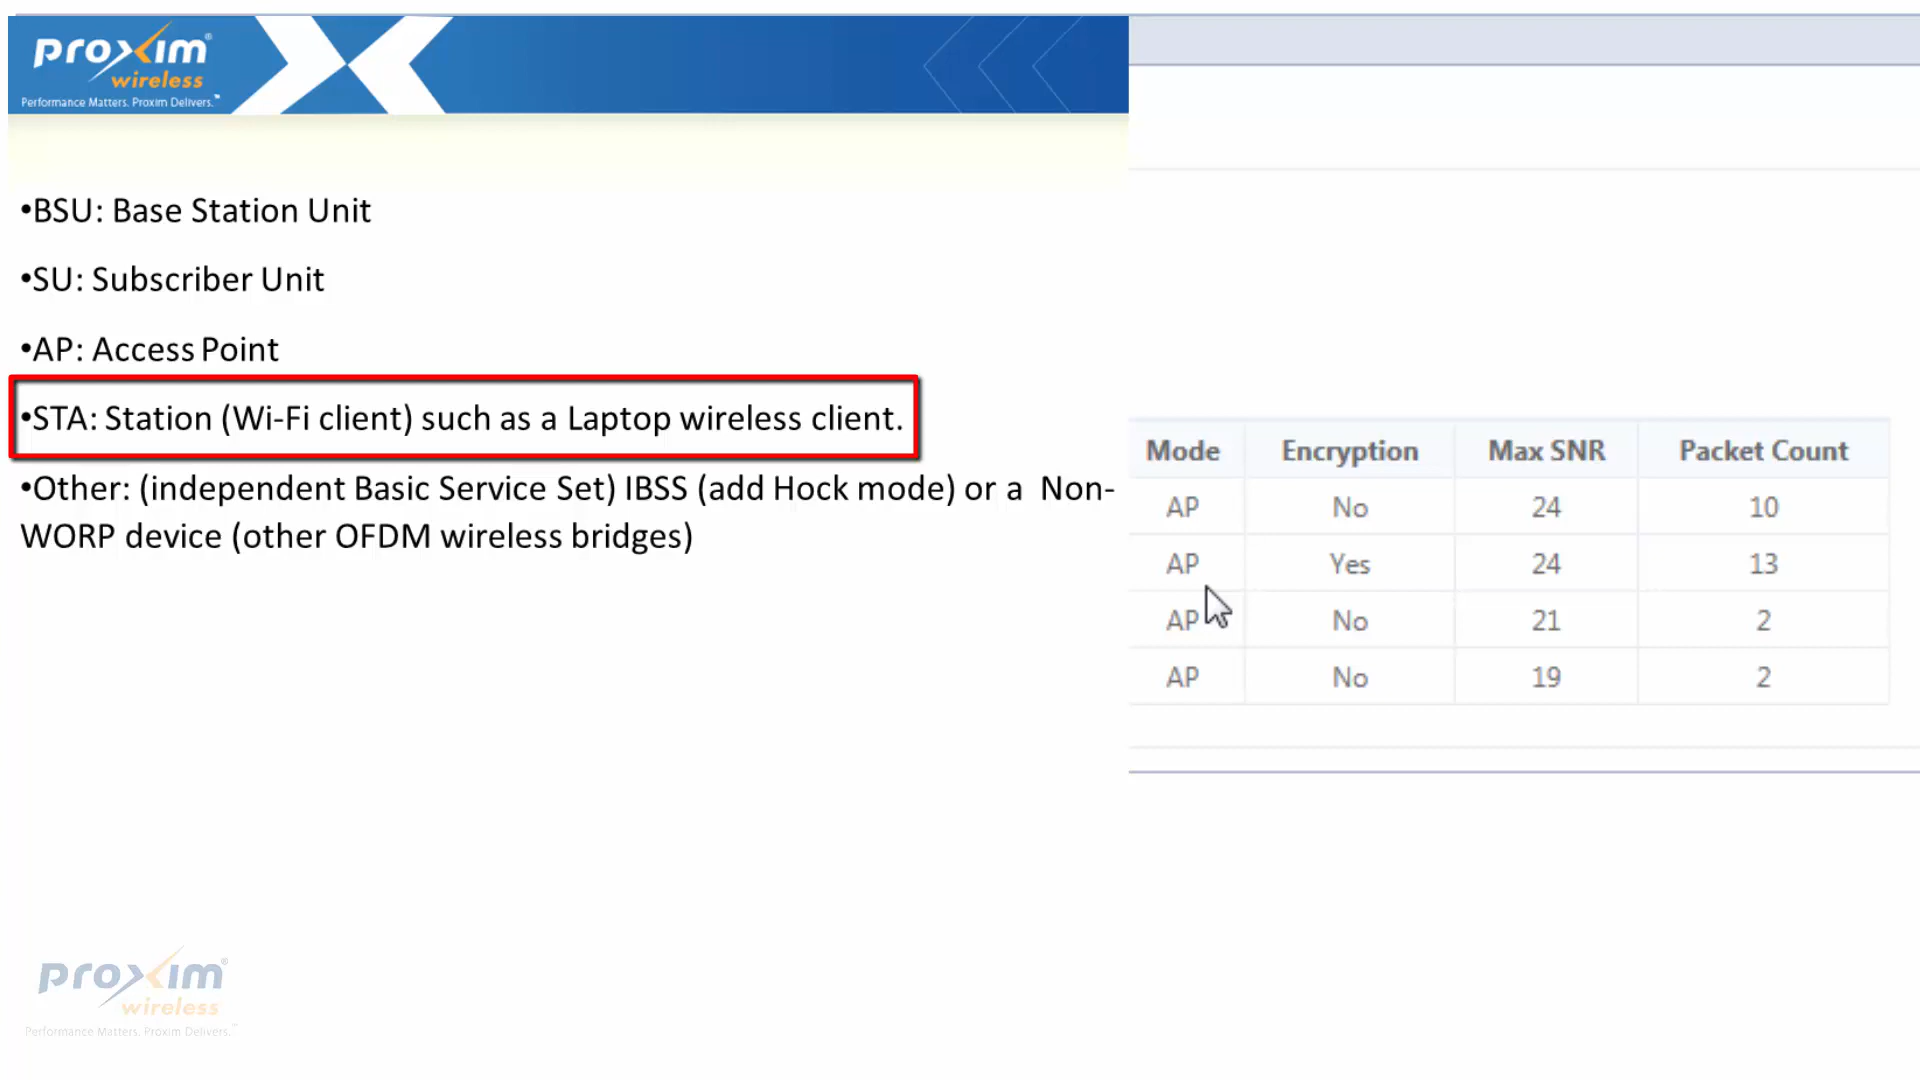 proxim®
wireless
Performance Matters. Proxim Delivers.™
•BSU: Base Station Unit
•SU: Subscriber Unit
•AP: Access Point
•STA: Station (Wi-Fi client) such as a Laptop wireless client.
•Other: (independent Basic Service Set) IBSS (add Hock mode) or a Non-
WORP device (other OFDM wireless bridges)
Mode Encryption Max SNR Packet Count
AP No 24 10
AP Yes 24 13
AP No 21 2
AP No 19 2
proxim®
wireless
Performance Matters. Proxim Delivers.™